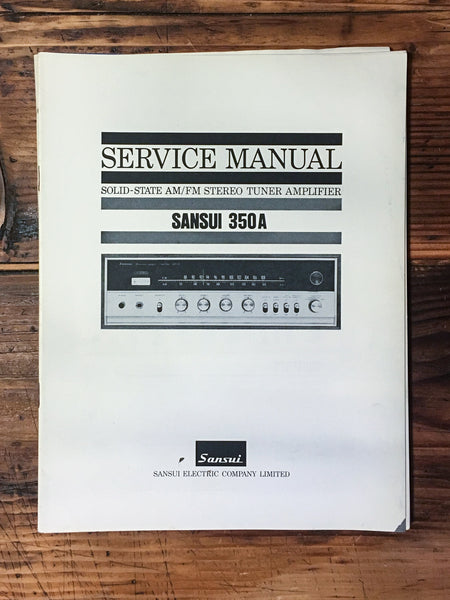 SERVICE MANUAL
SOLID-STATE AM/FM STEREO TUNER AMPLIFIER
SANSUI 350A
Sansui
SANSUI ELECTRIC COMPANY LIMITED